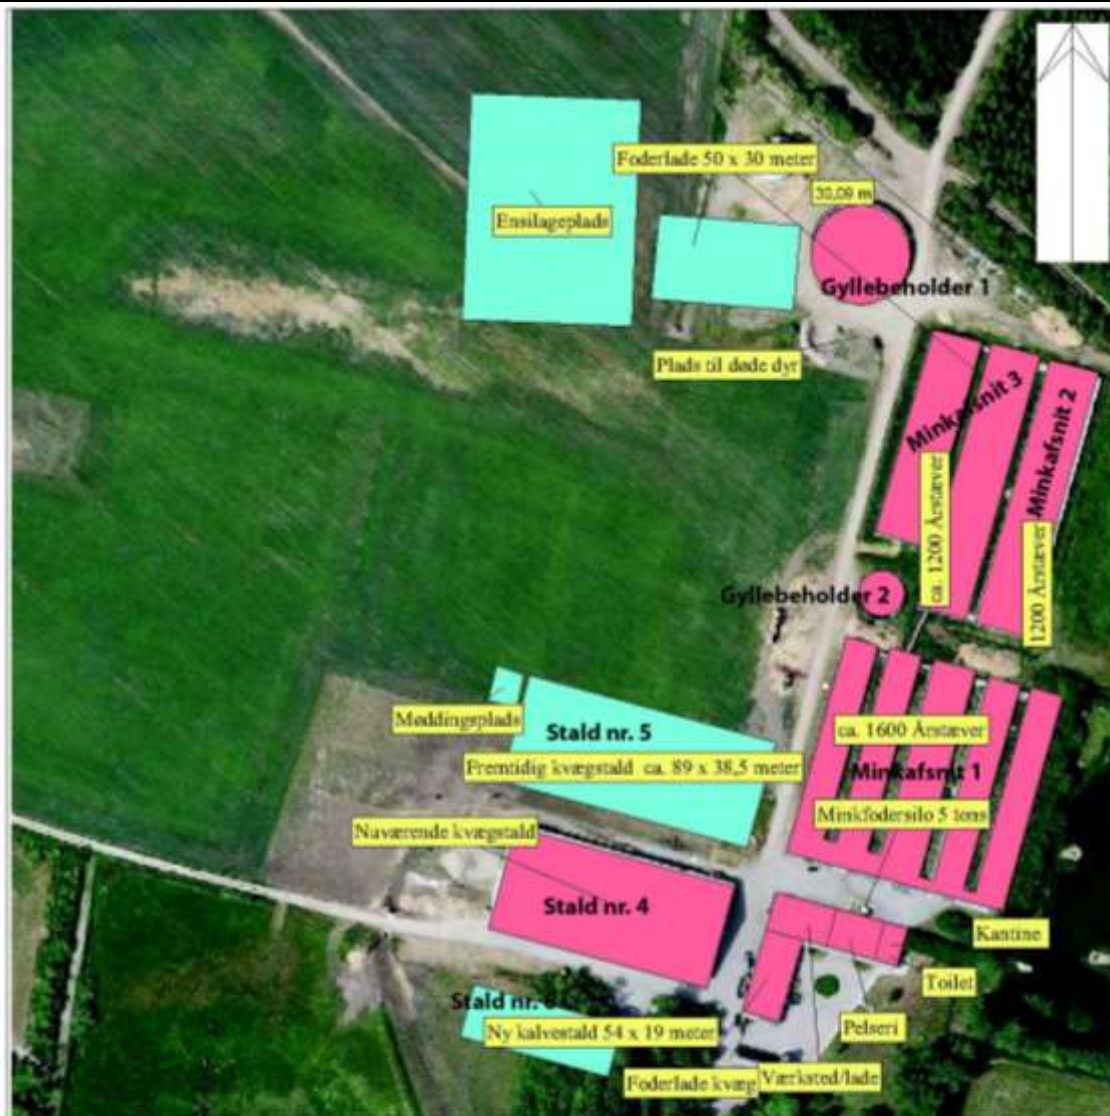 Foderlade 50 x 30 meter
30,09 m
Ensilageplads
Gyllebeholder 1
Plads til døde dyr
Minkafsnit 3
Minkafsnit 2
ca. 1200 Årstæver
1200 Årstæver
Gyllebeholder 2
Møddingsplads
Stald nr. 5
ca. 1600 Årstæver
Fremtidig kvægstald ca. 89 x 38,5 meter
Minkafsnit 1
Minkfodersilo 5 tons
Nuværende kvægstald
Stald nr. 4
Kantine
Toilet
Stald nr. 6
Ny kalvestald 54 x 19 meter
Pelseri
Foderlade kvæg
Værksted/lade